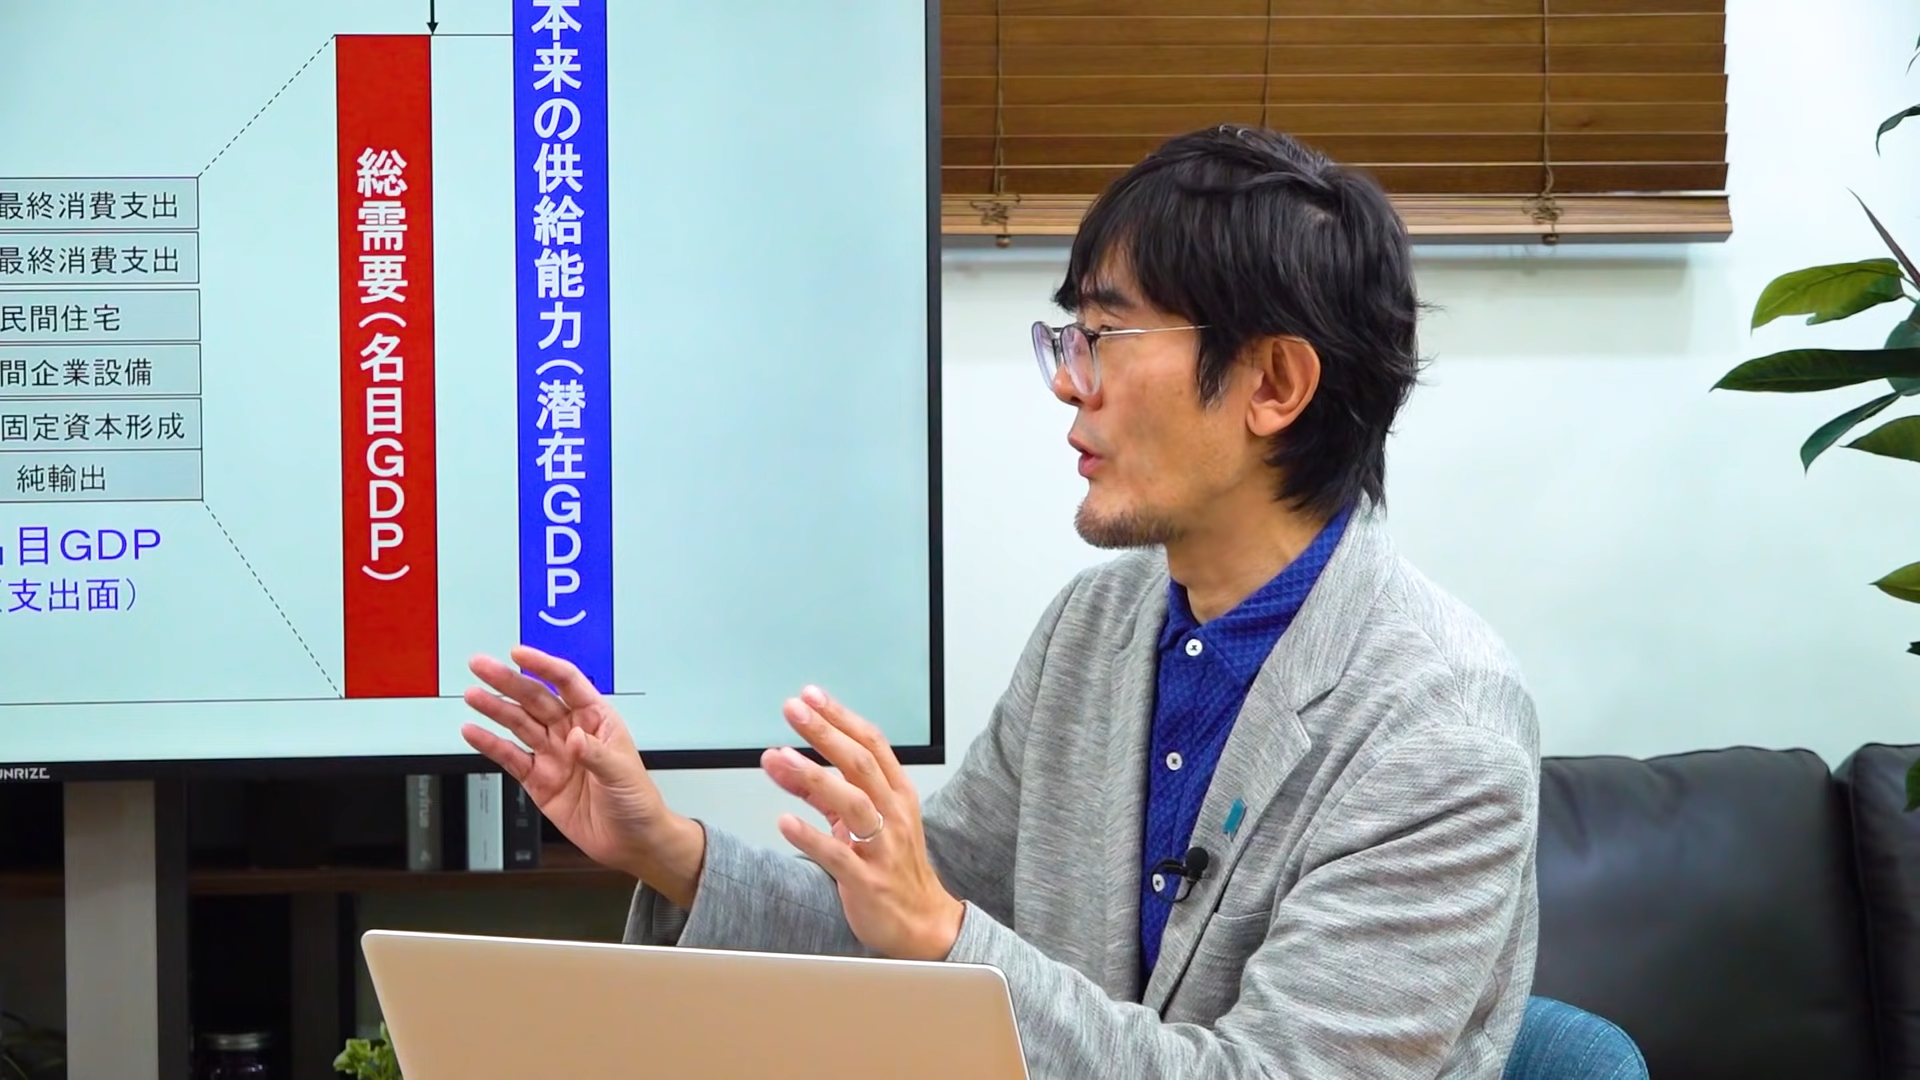 最終消費支出
最終消費支出
民間住宅
間企業設備
固定資本形成
純輸出
目GDP
(支出面)
総需要(名目GDP)
本来の供給能力(潜在GDP)